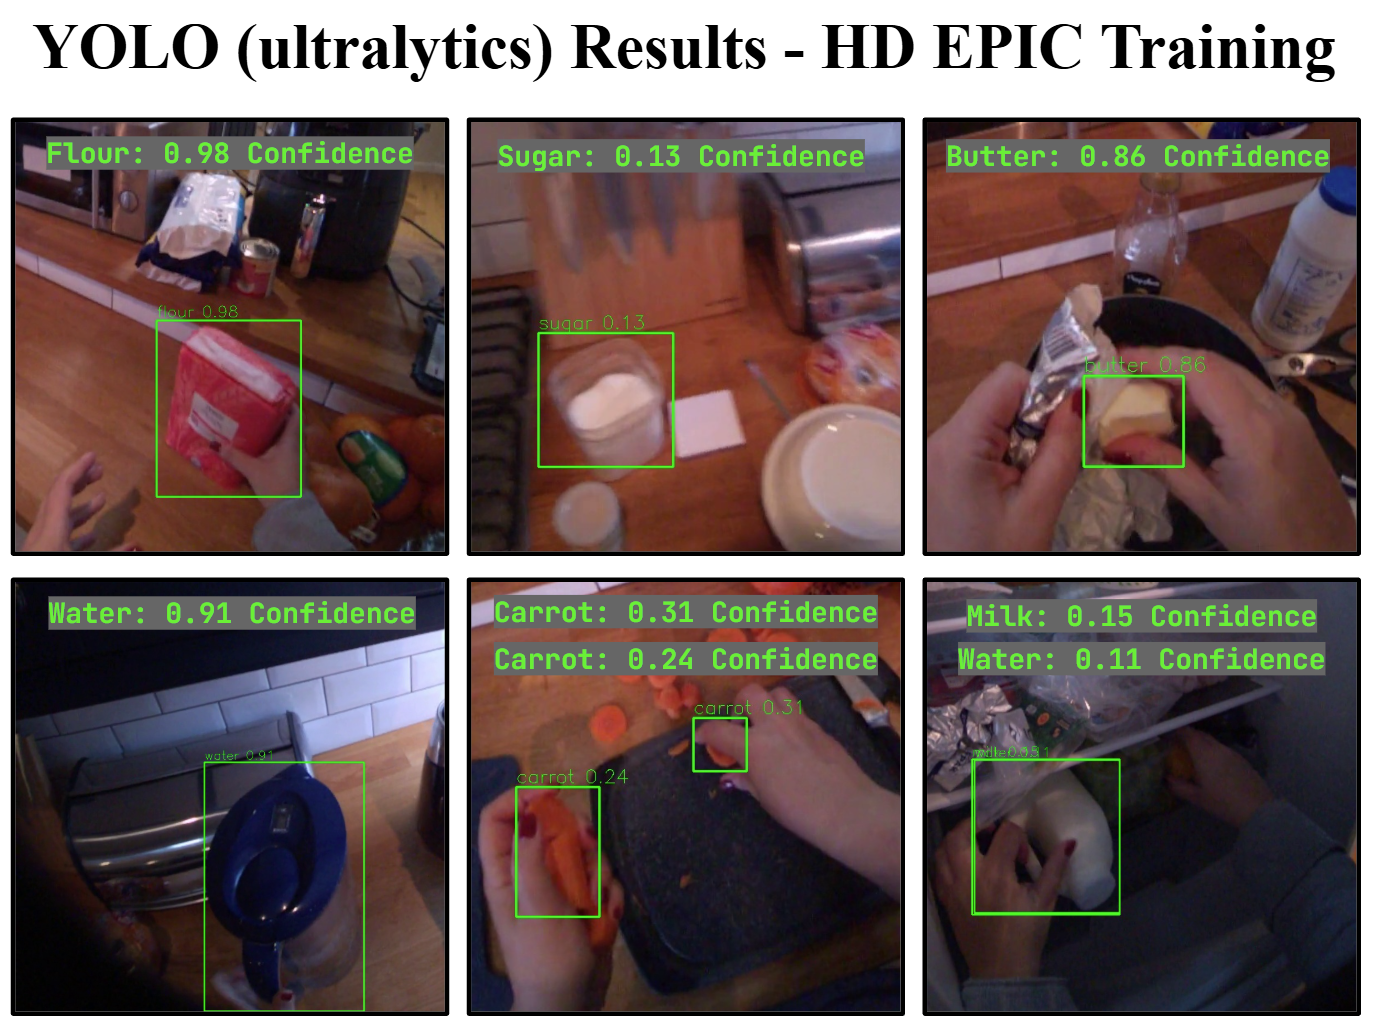 YOLO (ultralytics) Results - HD EPIC Training
Flour: 0.98 Confidence
flour 0.98
Sugar: 0.13 Confidence
sugar 0.13
Butter: 0.86 Confidence
butter 0.86
Water: 0.91 Confidence
water 0.91
Carrot: 0.31 Confidence
Carrot: 0.24 Confidence
carrot 0.31
carrot 0.24
Milk: 0.15 Confidence
Water: 0.11 Confidence